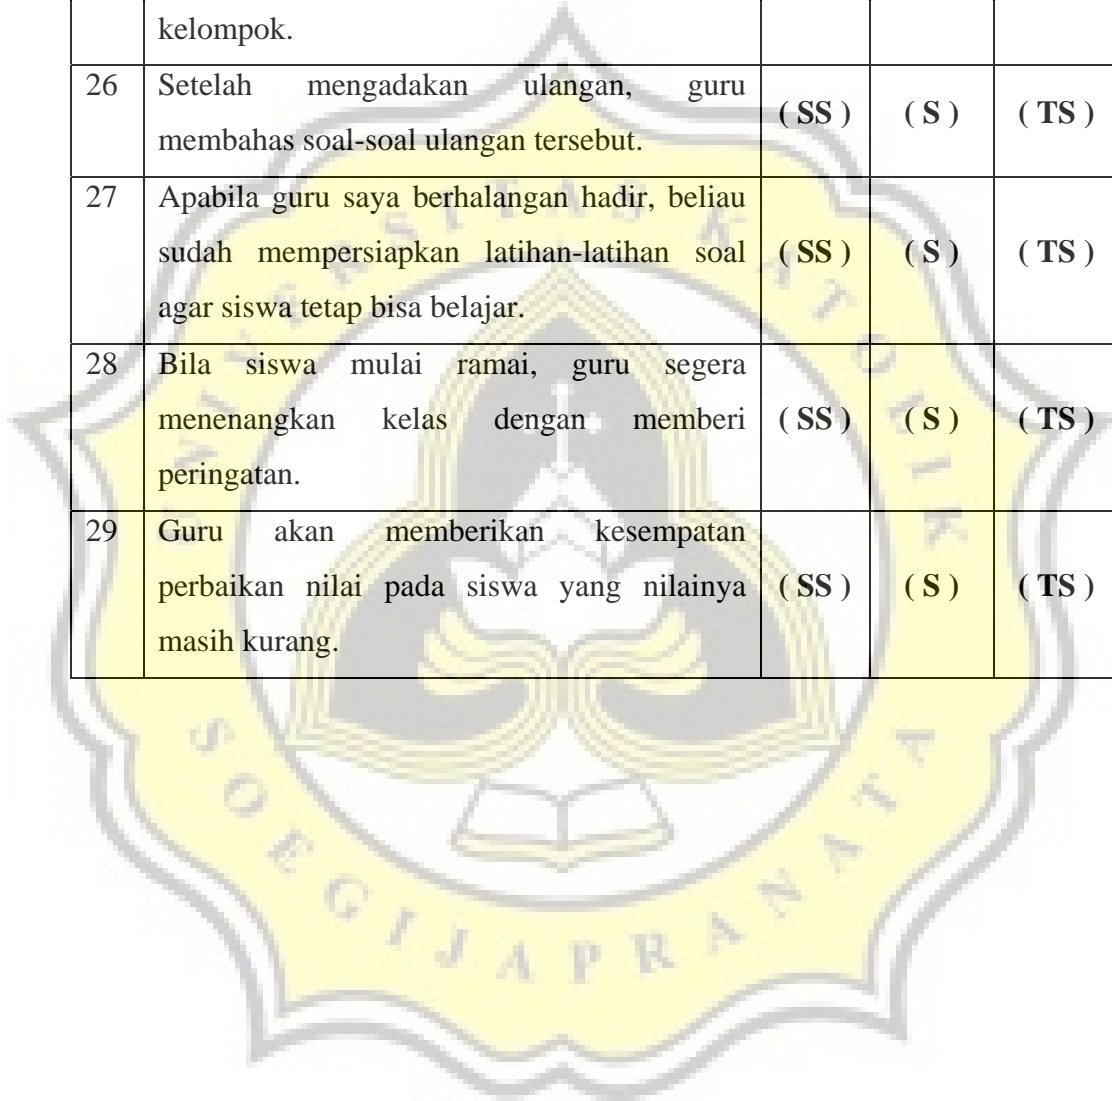 kelompok.
26 Setelah mengadakan ulangan, guru
membahas soal-soal ulangan tersebut.
( SS ) ( S ) ( TS )
27 Apabila guru saya berhalangan hadir, beliau
sudah mempersiapkan latihan-latihan soal
agar siswa tetap bisa belajar.
( SS ) ( S ) ( TS )
28 Bila siswa mulai ramai, guru segera
menenangkan kelas dengan memberi
peringatan.
( SS ) ( S ) ( TS )
29 Guru akan memberikan kesempatan
perbaikan nilai pada siswa yang nilainya
masih kurang.
( SS ) ( S ) ( TS )
UNIVERSITAS KATOLIK
SOEGIJAPRANATA